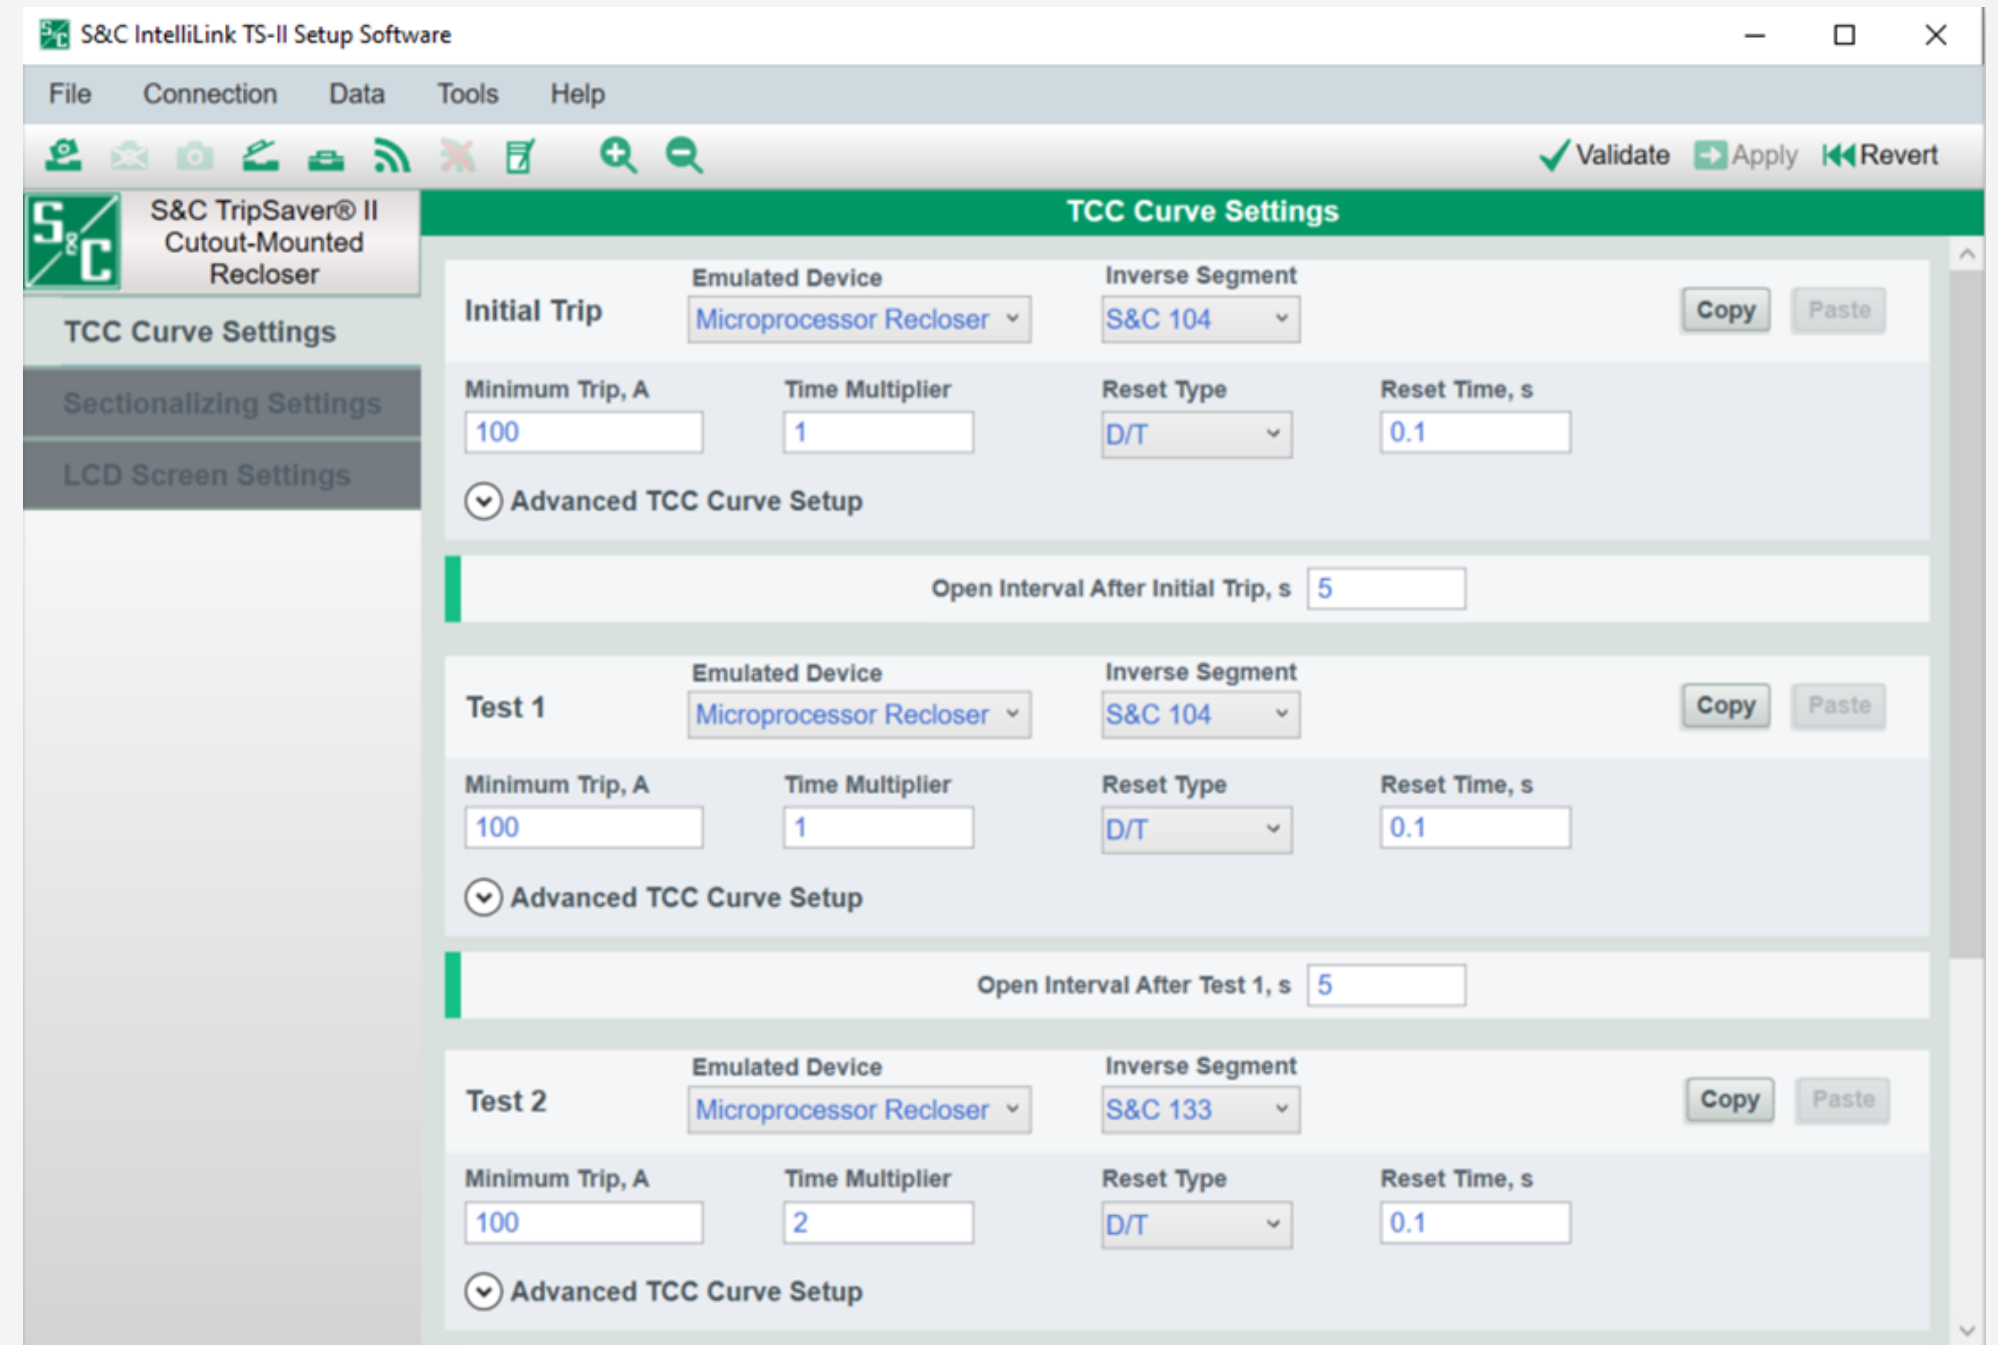 S&C IntelliLink TS-II Setup Software
File Connection Data Tools Help
Validate Apply Revert
S&C
S&C TripSaver® II
Cutout-Mounted
Recloser
TCC Curve Settings
Sectionalizing Settings
LCD Screen Settings
TCC Curve Settings
Emulated Device Inverse Segment
Initial Trip Microprocessor Recloser S&C 104 Copy Paste
Minimum Trip, A Time Multiplier Reset Type Reset Time, s
100 1 D/T 0.1
Advanced TCC Curve Setup
Open Interval After Initial Trip, s 5
Emulated Device Inverse Segment
Test 1 Microprocessor Recloser S&C 104 Copy Paste
Minimum Trip, A Time Multiplier Reset Type Reset Time, s
100 1 D/T 0.1
Advanced TCC Curve Setup
Open Interval After Test 1, s 5
Emulated Device Inverse Segment
Test 2 Microprocessor Recloser S&C 133 Copy Paste
Minimum Trip, A Time Multiplier Reset Type Reset Time, s
100 2 D/T 0.1
Advanced TCC Curve Setup